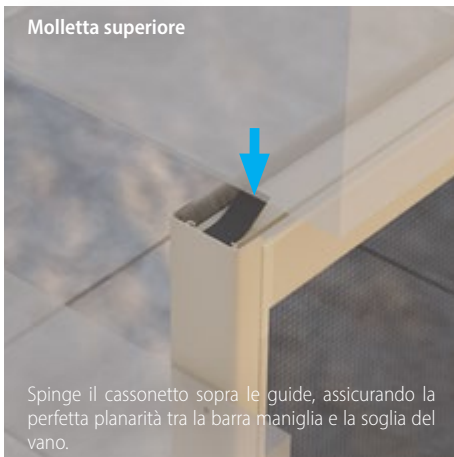 Molletta superiore
Spinge il cassonetto sopra le guide, assicurando la
perfetta planarità tra la barra maniglia e la soglia del
vano.